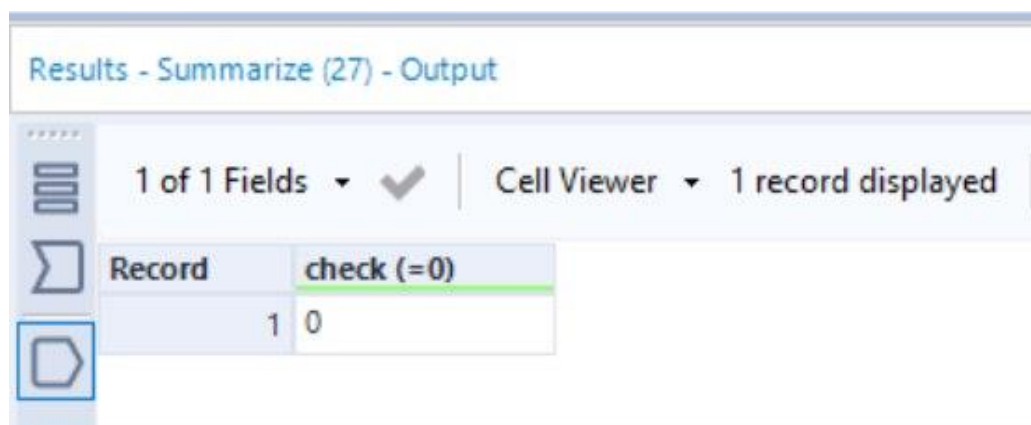 Results - Summarize (27) - Output
1 of 1 Fields Cell Viewer 1 record displayed
Record check (=0)
1 0